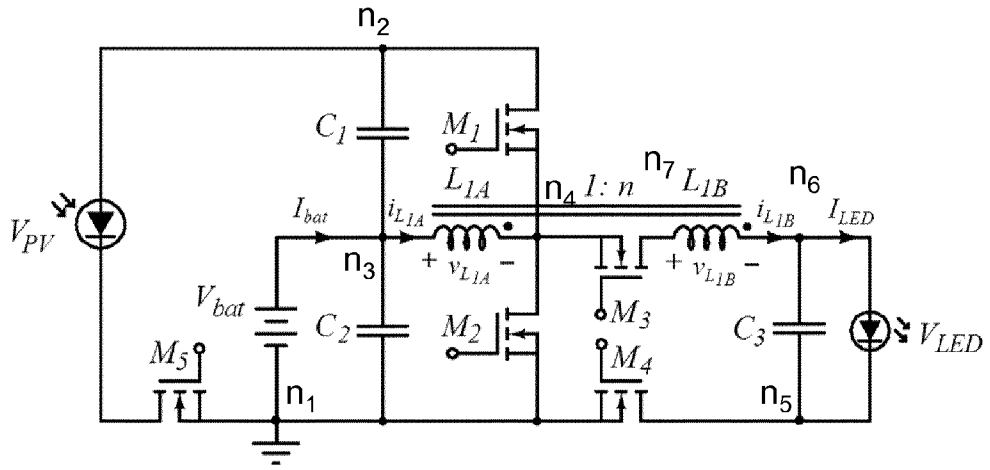 n2
C1
M1
L1A
n4
1: n
n7
L1B
n6
VPV
Ibat
iL1A
iL1B
ILED
n3
+ vL1A −
+ vL1B −
Vbat
C2
M2
M3
M4
C3
VLED
M5
n1
n5